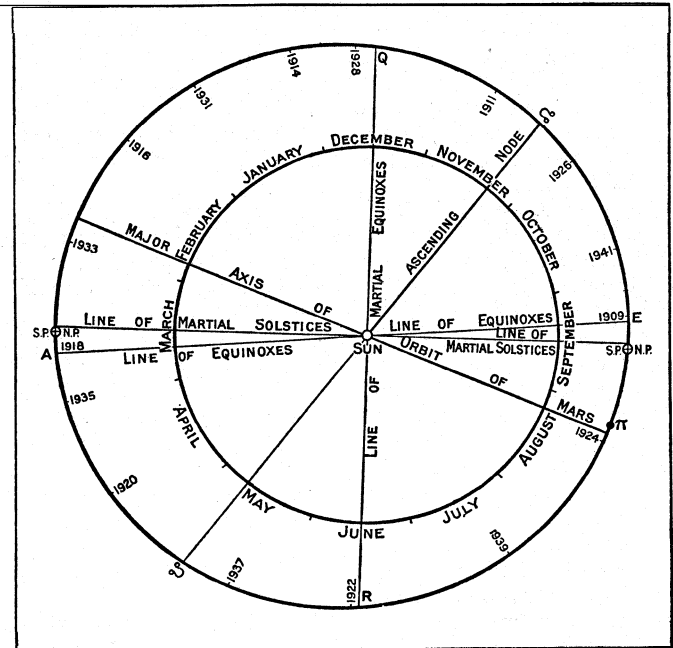 1928
Q
1914
1931
1916
1911
☊
1926
1941
DECEMBER
JANUARY
NOVEMBER
FEBRUARY
OCTOBER
NODE
ASCENDING
LINE OF MARTIAL EQUINOXES
1933
MAJOR AXIS OF ORBIT OF MARS
MARCH
S.P. N.P.
LINE OF MARTIAL SOLSTICES
1918
A
LINE OF EQUINOXES
SUN
LINE OF EQUINOXES
1909
E
LINE OF
MARTIAL SOLSTICES
S.P. N.P.
SEPTEMBER
π
1924
1935
APRIL
AUGUST
1920
MAY
JUNE
JULY
1939
☋
1937
1922
R